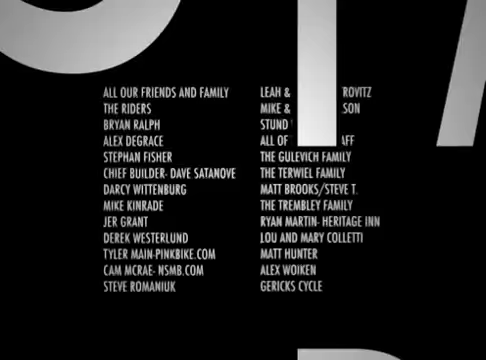 ALL OUR FRIENDS AND FAMILY
THE RIDERS
BRYAN RALPH
ALEX DEGRACE
STEPHAN FISHER
CHIEF BUILDER- DAVE SATANOVE
DARCY WITTENBURG
MIKE KINRADE
JER GRANT
DEREK WESTERLUND
TYLER MAIN-PINKBIKE.COM
CAM MCRAE- NSMB.COM
STEVE ROMANIUK
LEAH &
MIKE &
STUND
ALL OF
THE GULEVICH FAMILY
THE TERWIEL FAMILY
MATT BROOKS/STEVE T.
THE TREMBLEY FAMILY
RYAN MARTIN- HERITAGE INN
LOU AND MARY COLLETTI
MATT HUNTER
ALEX WOIKEN
GERICKS CYCLE